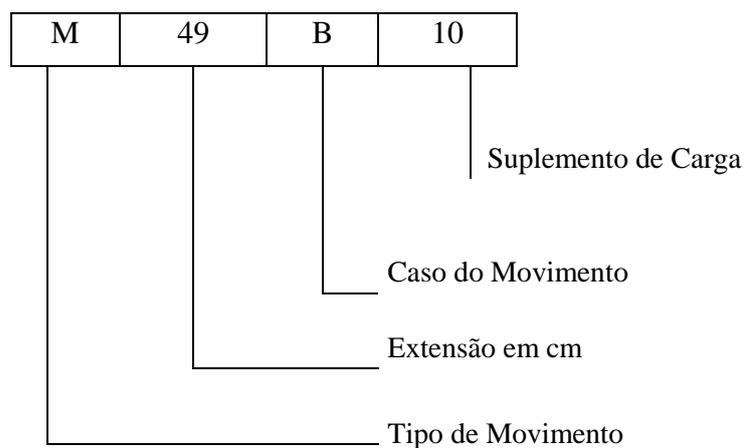 M 49 B 10
Suplemento de Carga
Caso do Movimento
Extensão em cm
Tipo de Movimento